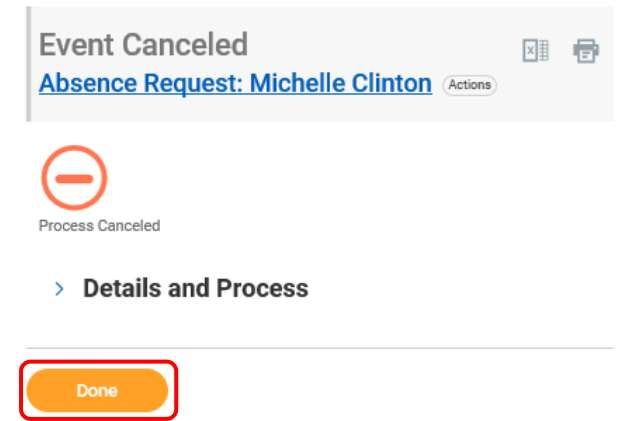 Event Canceled
Absence Request: Michelle Clinton Actions
Process Canceled
Details and Process
Done